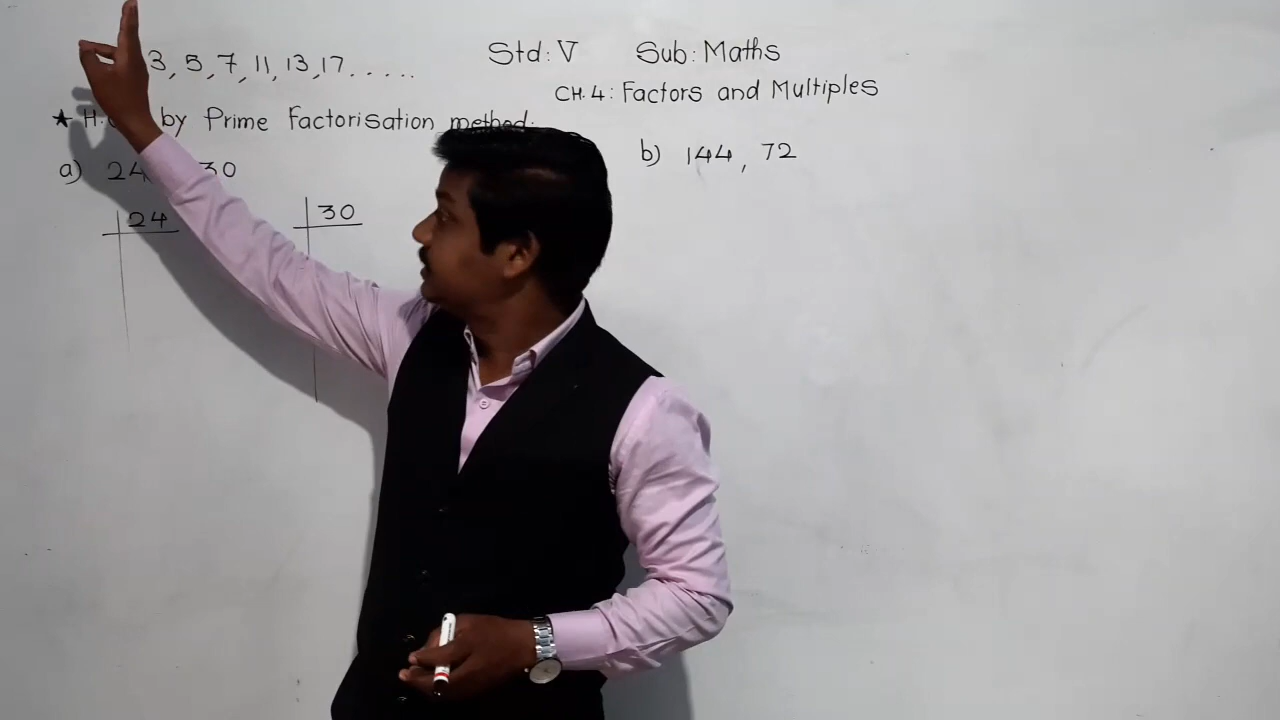 3, 5, 7, 11, 13, 17. . . . .
Std: V Sub: Maths
CH. 4: Factors and Multiples
★ by Prime Factorisation method:
a) 24 30
24
30
b) 144, 72